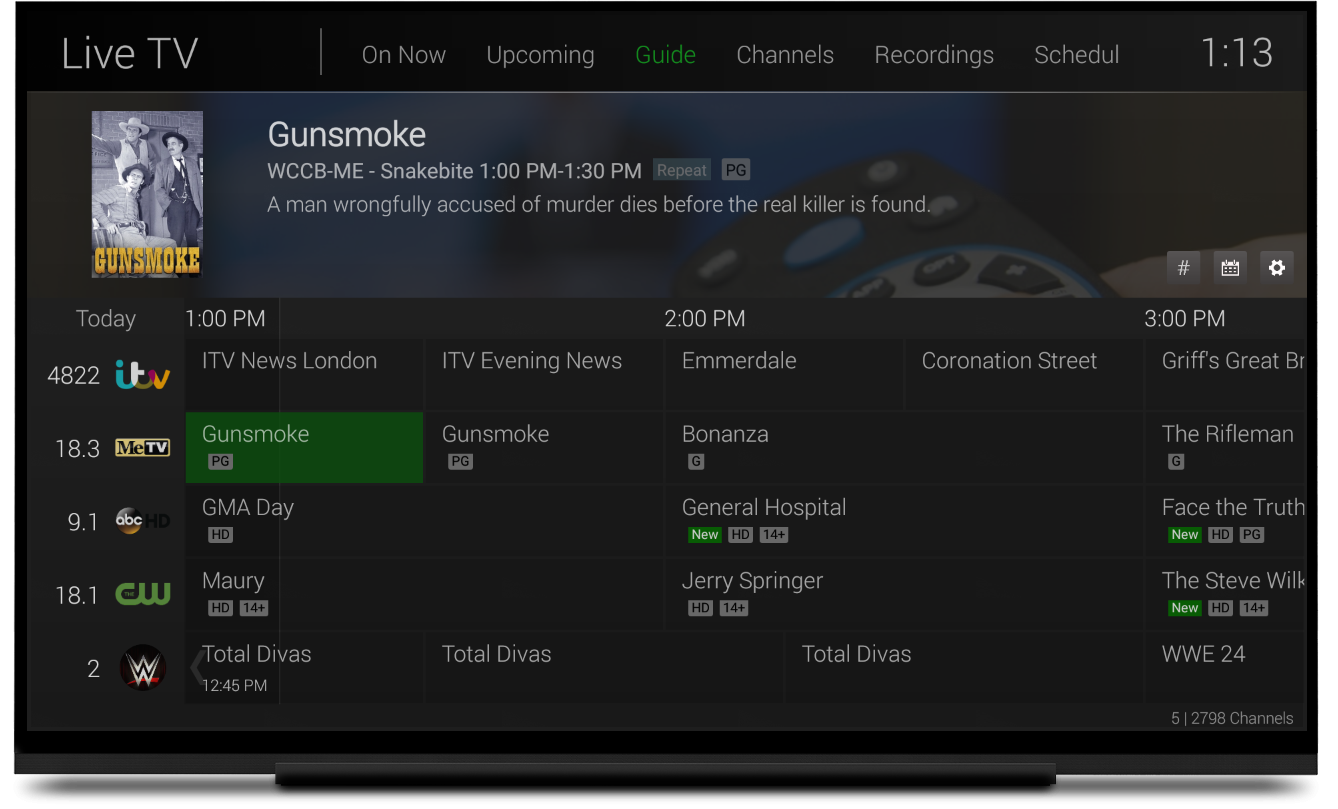 Live TV
On Now
Upcoming
Guide
Channels
Recordings
Schedul
1:13
GUNSMOKE
Gunsmoke
WCCB-ME - Snakebite 1:00 PM-1:30 PM Repeat PG
A man wrongfully accused of murder dies before the real killer is found.
#
Today 1:00 PM 2:00 PM 3:00 PM
4822 itv
ITV News London
ITV Evening News
Emmerdale
Coronation Street
Griff's Great Br
18.3 MeTV
Gunsmoke
PG
Gunsmoke
PG
Bonanza
G
The Rifleman
G
9.1 abc HD
GMA Day
HD
General Hospital
New HD 14+
Face the Truth
New HD PG
18.1 THE CW
Maury
HD 14+
Jerry Springer
HD 14+
The Steve Wilk
New HD 14+
2 W
Total Divas
12:45 PM
Total Divas
Total Divas
WWE 24
5 | 2798 Channels